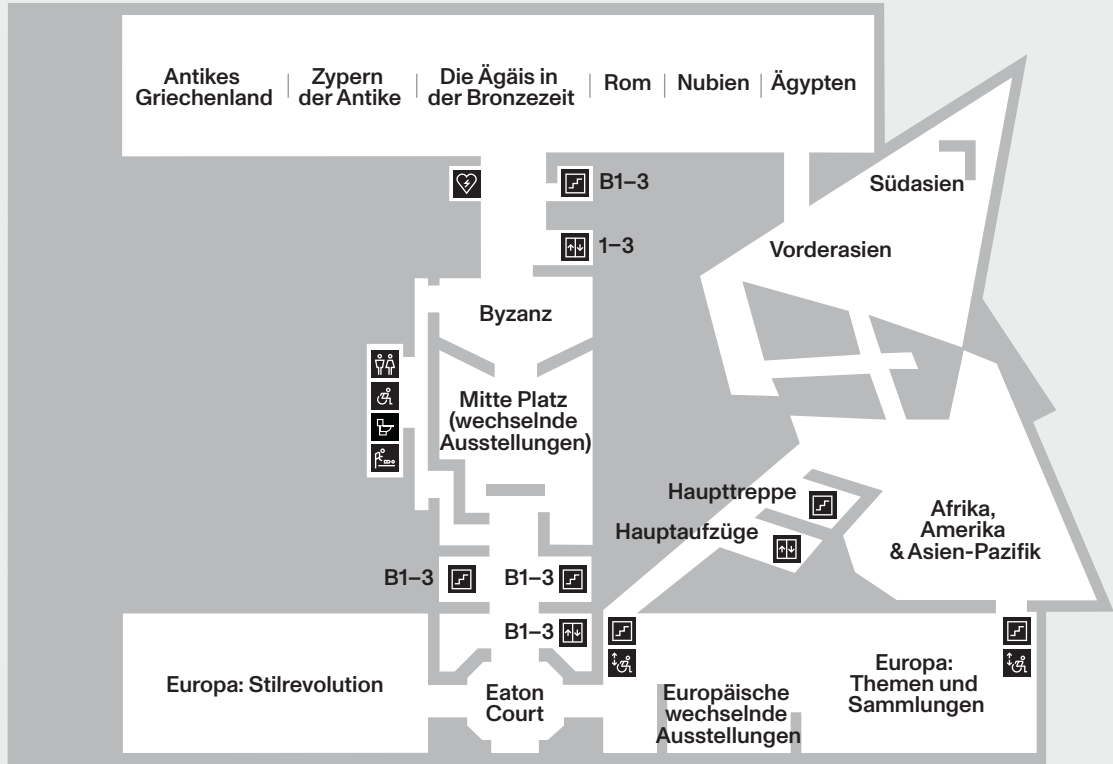 Antikes
Griechenland
Zypern
der Antike
Die Ägäis in
der Bronzezeit
Rom
Nubien
Ägypten
B1–3
Südasien
1–3
Vorderasien
Byzanz
Mitte Platz
(wechselnde
Ausstellungen)
Haupttreppe
Hauptaufzüge
Afrika,
Amerika
& Asien-Pazifik
B1–3
B1–3
B1–3
Europa: Stilrevolution
Eaton
Court
Europäische
wechselnde
Ausstellungen
Europa:
Themen und
Sammlungen